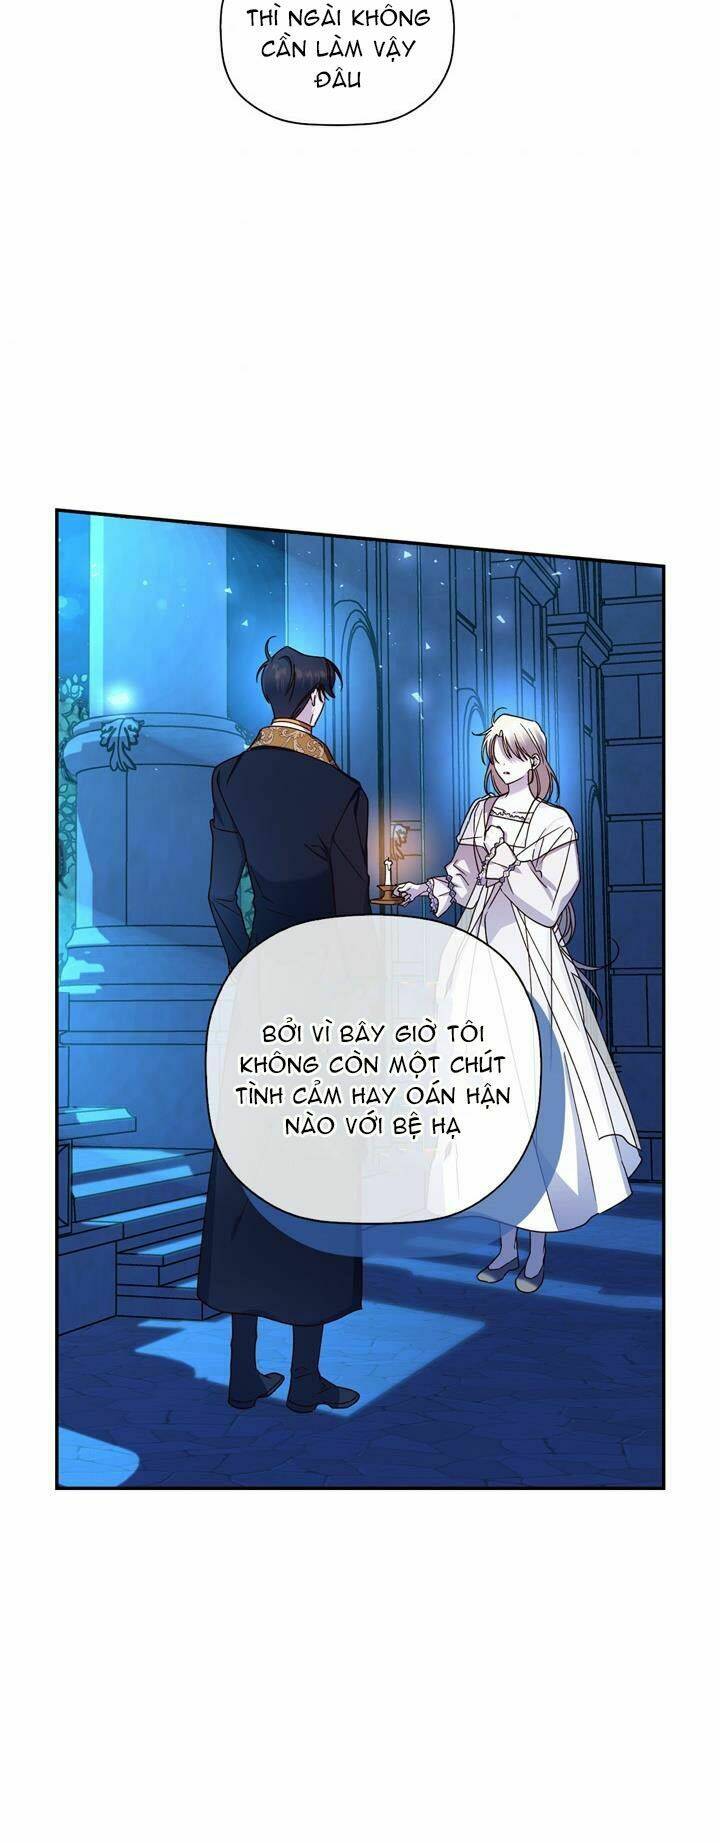 THÌ NGÀI KHÔNG
CẦN LÀM VẬY
ĐÂU
BỞI VÌ BÂY GIỜ TÔI
KHÔNG CÒN MỘT CHÚT
TÌNH CẢM HAY OÁN HẬN
NÀO VỚI BỆ HẠ